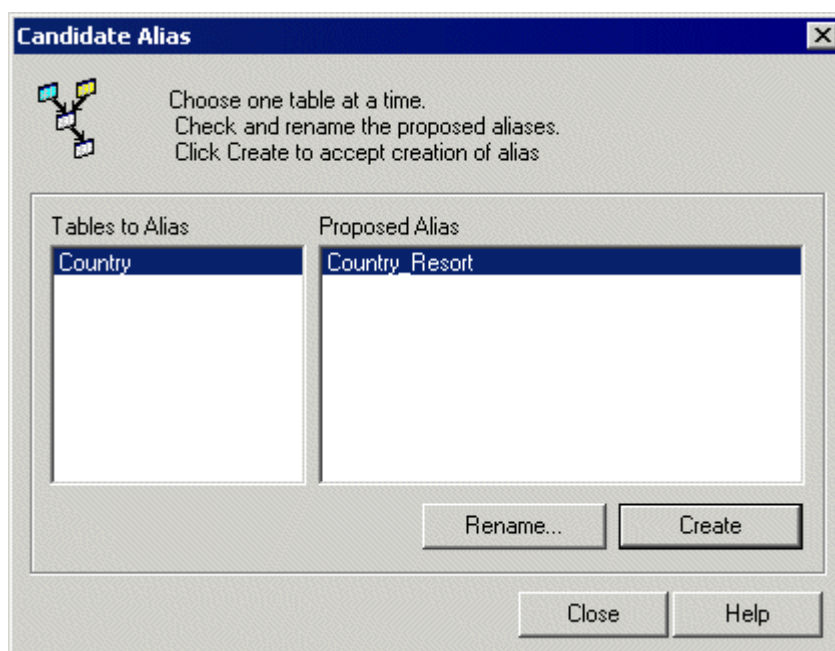 Candidate Alias
Choose one table at a time.
Check and rename the proposed aliases.
Click Create to accept creation of alias
Tables to Alias
Proposed Alias
Country
Country_Resort
Rename...
Create
Close
Help